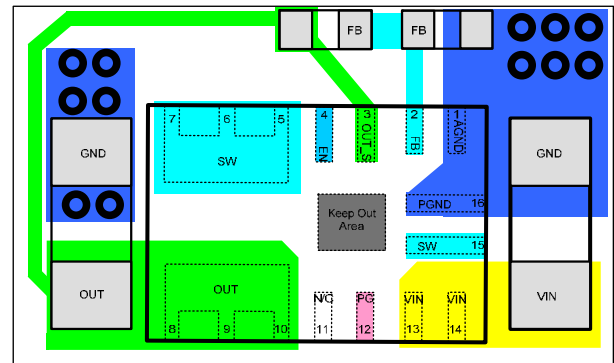 FB FB
7 6 5 4 3 2 1
EN OUT_S FB AGND
GND SW GND
PGND 16
Keep Out
Area
SW 15
OUT OUT VIN
N/C PG VIN VIN
8 9 10 11 12 13 14